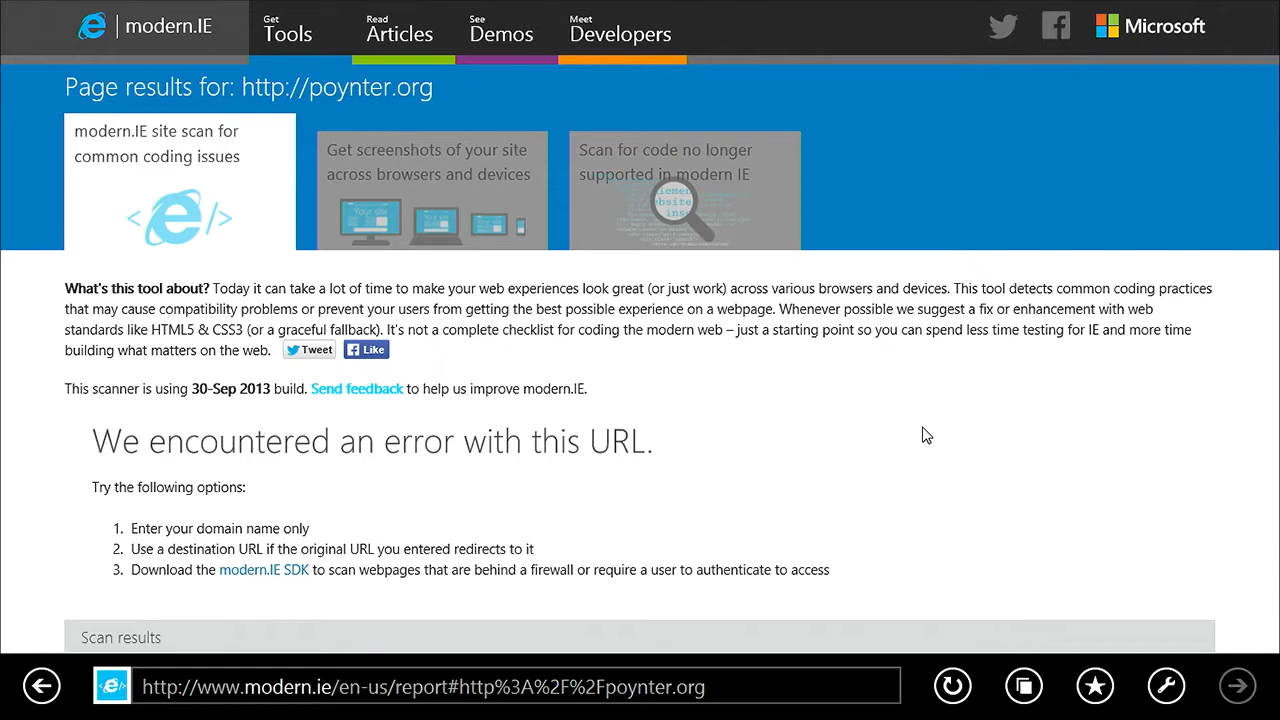 modern.IE
Get
Tools
Read
Articles
See
Demos
Meet
Developers
Microsoft
Page results for: http://poynter.org
modern.IE site scan for
common coding issues
Get screenshots of your site
across browsers and devices
Your site
Your site
Scan for code no longer
supported in modern IE
What's this tool about? Today it can take a lot of time to make your web experiences look great (or just work) across various browsers and devices. This tool detects common coding practices
that may cause compatibility problems or prevent your users from getting the best possible experience on a webpage. Whenever possible we suggest a fix or enhancement with web
standards like HTML5 & CSS3 (or a graceful fallback). It's not a complete checklist for coding the modern web – just a starting point so you can spend less time testing for IE and more time
building what matters on the web. Tweet Like
This scanner is using 30-Sep 2013 build. Send feedback to help us improve modern.IE.
We encountered an error with this URL.
Try the following options:
1. Enter your domain name only
2. Use a destination URL if the original URL you entered redirects to it
3. Download the modern.IE SDK to scan webpages that are behind a firewall or require a user to authenticate to access
Scan results
http://www.modern.ie/en-us/report#http%3A%2F%2Fpoynter.org